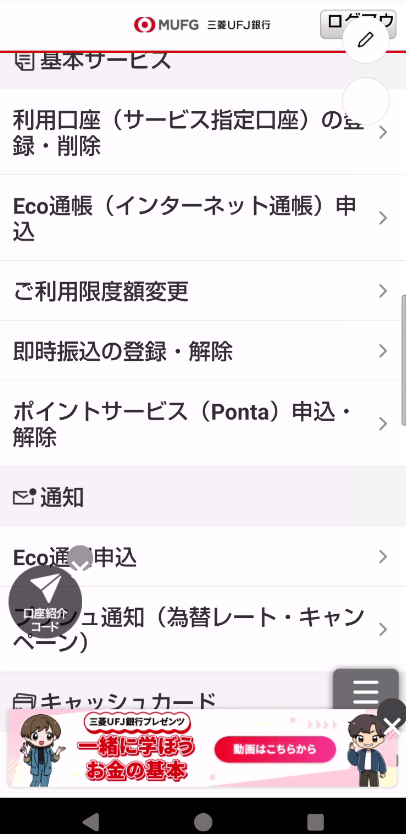 MUFG 三菱UFJ銀行
基本サービス
利用口座（サービス指定口座）の登
録・削除
Eco通帳（インターネット通帳）申
込
ご利用限度額変更
即時振込の登録・解除
ポイントサービス（Ponta）申込・
解除
通知
Eco通 申込
口座紹介
コード
プッシュ通知（為替レート・キャン
ペーン）
キャッシュカード
三菱UFJ銀行プレゼンツ
一緒に学ぼう
お金の基本
動画はこちらから